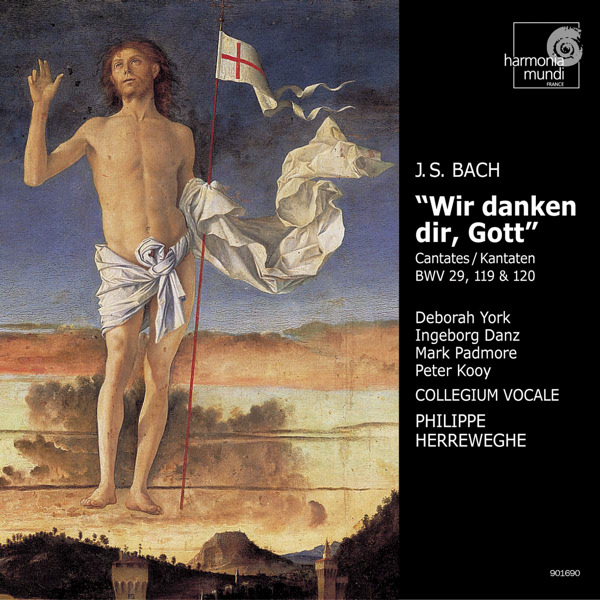 harmonia
mundi
FRANCE
J. S. BACH
“Wir danken
dir, Gott”
Cantates / Kantaten
BWV 29, 119 & 120
Deborah York
Ingeborg Danz
Mark Padmore
Peter Kooy
COLLEGIUM VOCALE
PHILIPPE
HERREWEGHE
901690